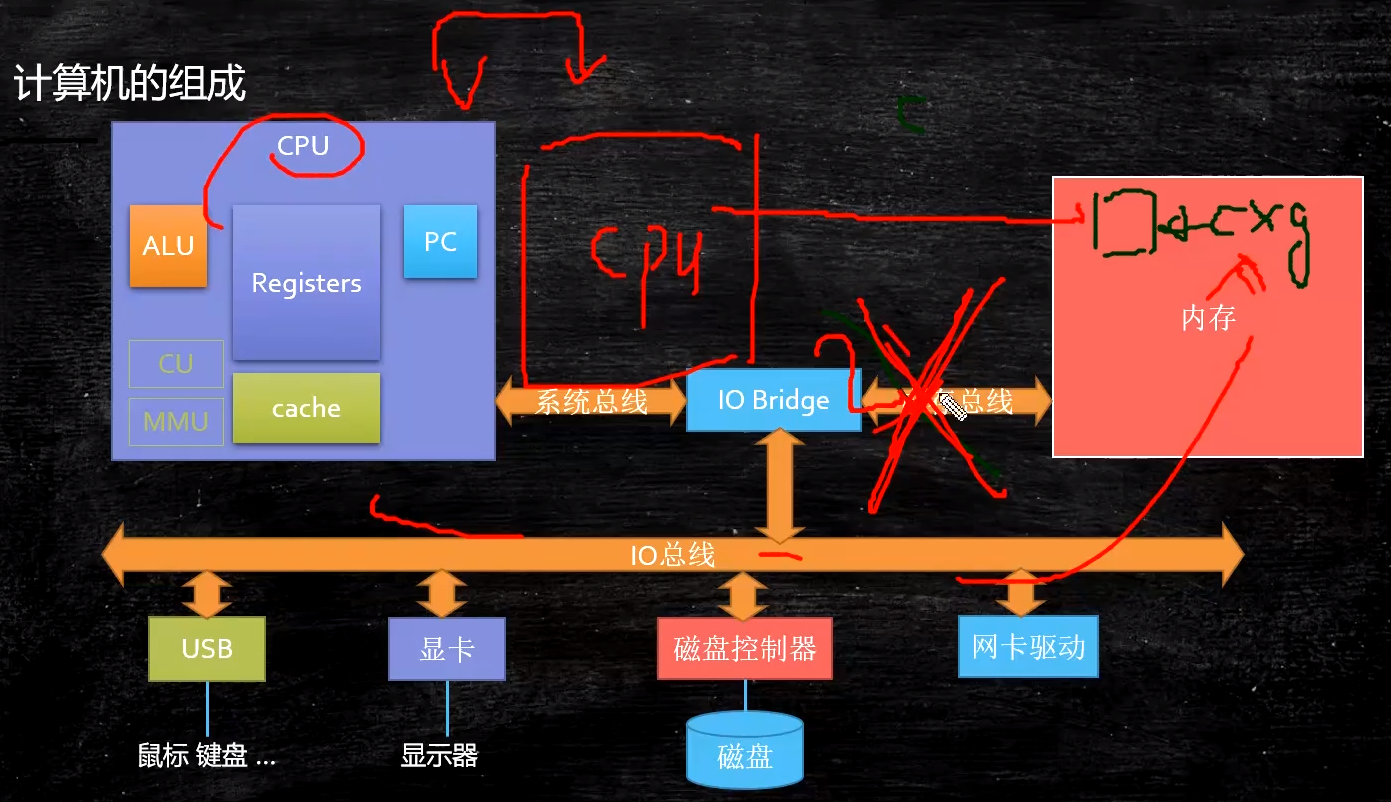 计算机的组成
CPU
ALU
Registers
PC
CU
cache
MMU
cpu
cxg
内存
系统总线
IO Bridge
总线
IO总线
USB
显卡
磁盘控制器
网卡驱动
鼠标 键盘 ...
显示器
磁盘